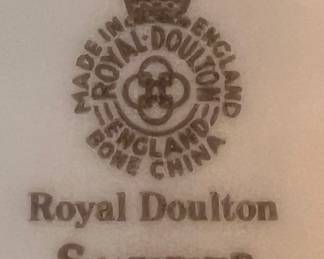 MADE IN ENGLAND
ROYAL·DOULTON
ENGLAND
BONE CHINA
Royal Doulton